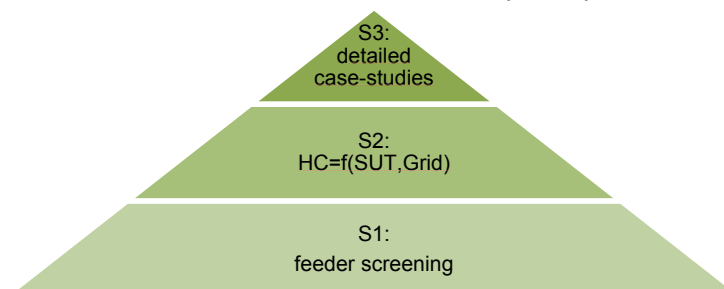 S3:
detailed
case-studies
S2:
HC=f(SUT,Grid)
S1:
feeder screening